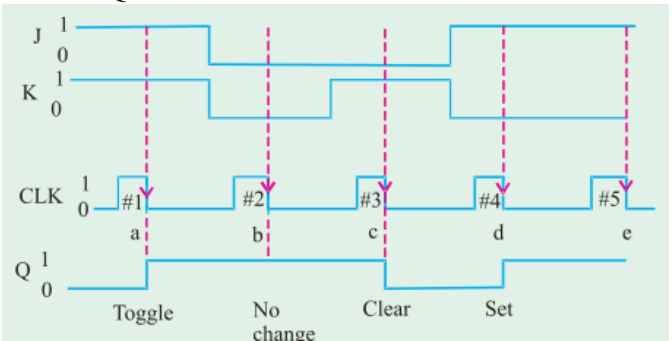 J 1
0
K 1
0
CLK 1
0
#1 #2 #3 #4 #5
a b c d e
Q 1
0
Toggle No change Clear Set